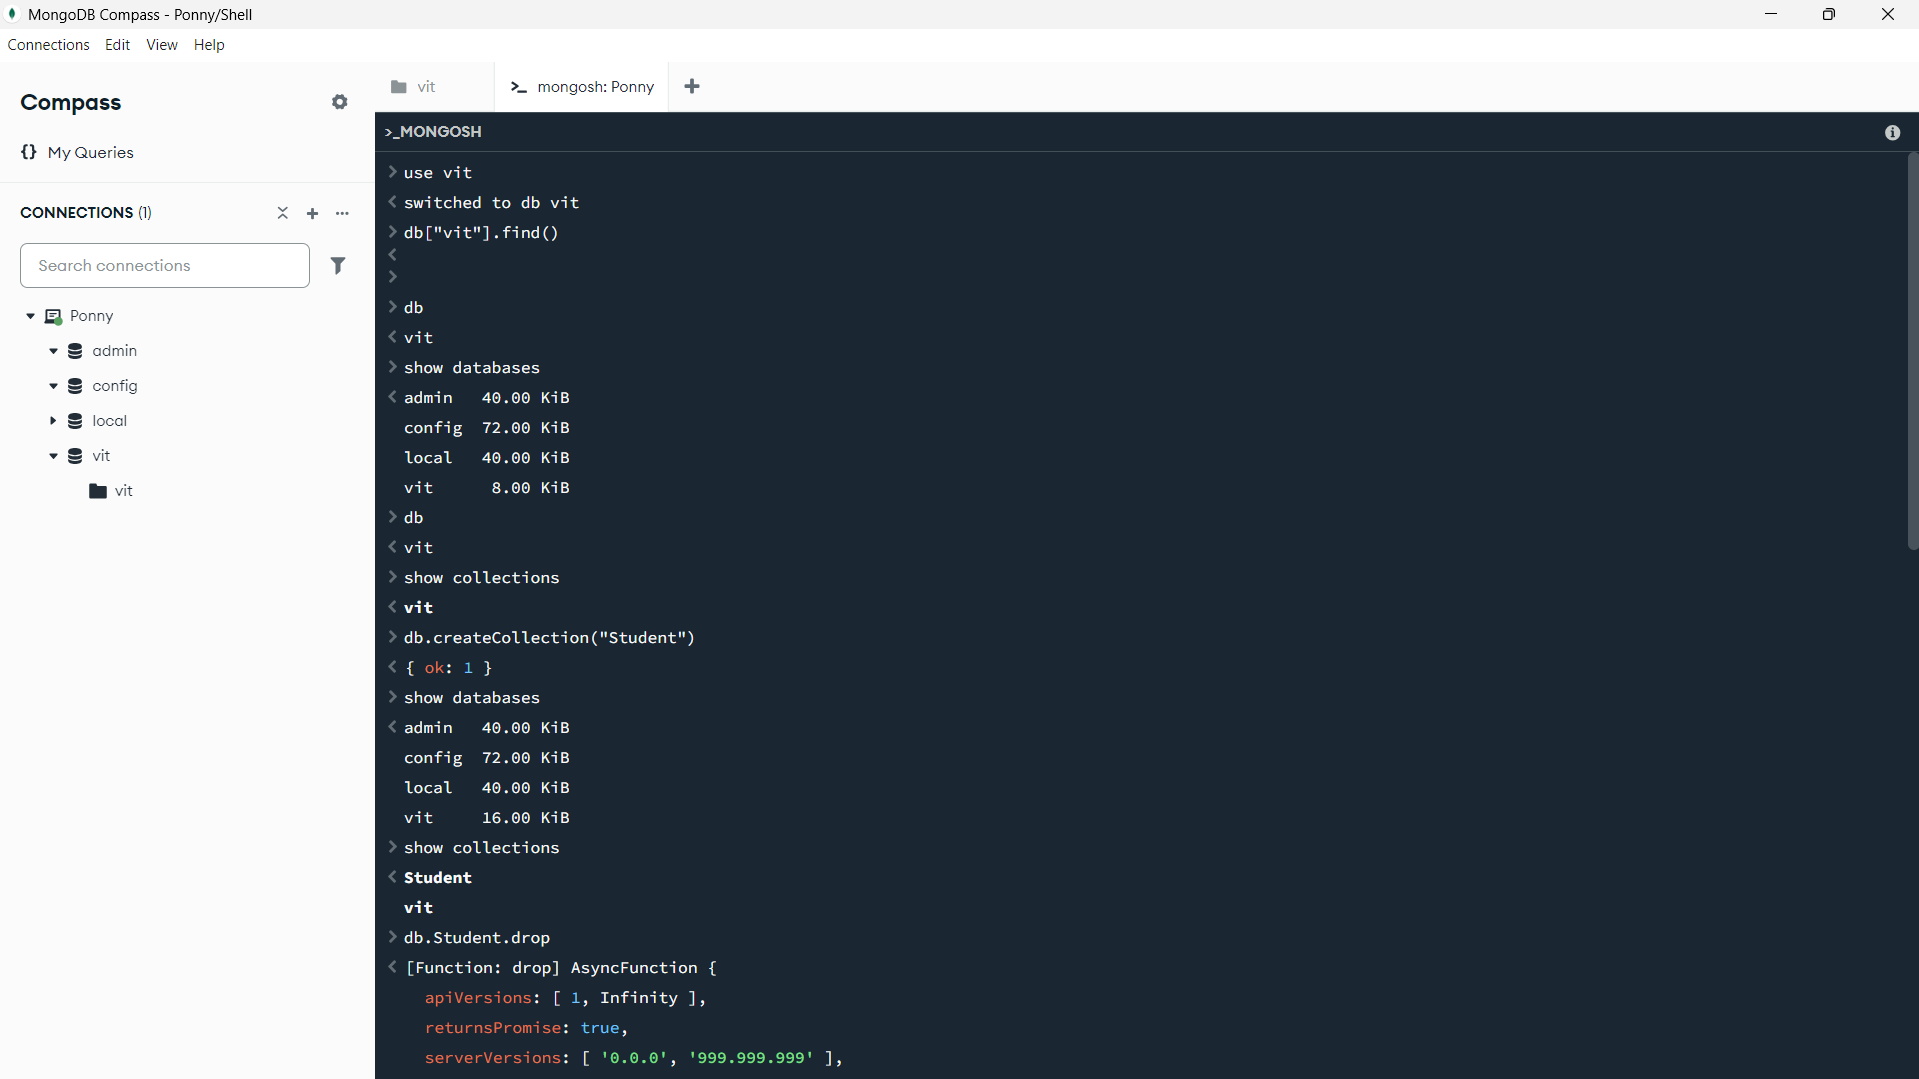 MongoDB Compass - Ponny/Shell
Connections Edit View Help
Compass
{} My Queries
CONNECTIONS (1)
Search connections
Ponny
admin
config
local
vit
vit
vit
>_ mongosh: Ponny
>_MONGOSH
> use vit
< switched to db vit
> db["vit"].find()
<
>
> db
< vit
> show databases
< admin 40.00 KiB
config 72.00 KiB
local 40.00 KiB
vit 8.00 KiB
> db
< vit
> show collections
< vit
> db.createCollection("Student")
< { ok: 1 }
> show databases
< admin 40.00 KiB
config 72.00 KiB
local 40.00 KiB
vit 16.00 KiB
> show collections
< Student
vit
> db.Student.drop
< [Function: drop] AsyncFunction {
apiVersions: [ 1, Infinity ],
returnsPromise: true,
serverVersions: [ '0.0.0', '999.999.999' ],